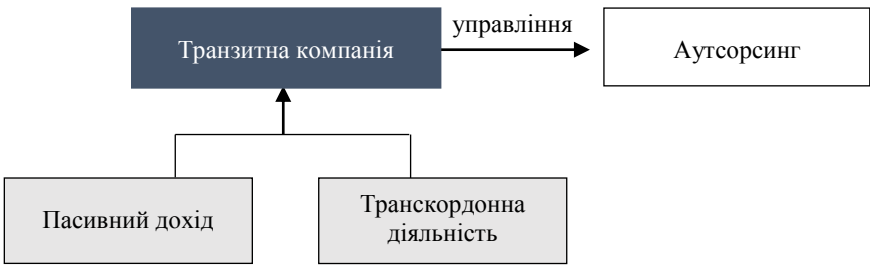 управління
Транзитна компанія
Аутсорсинг
Пасивний дохід
Транскордонна
діяльність